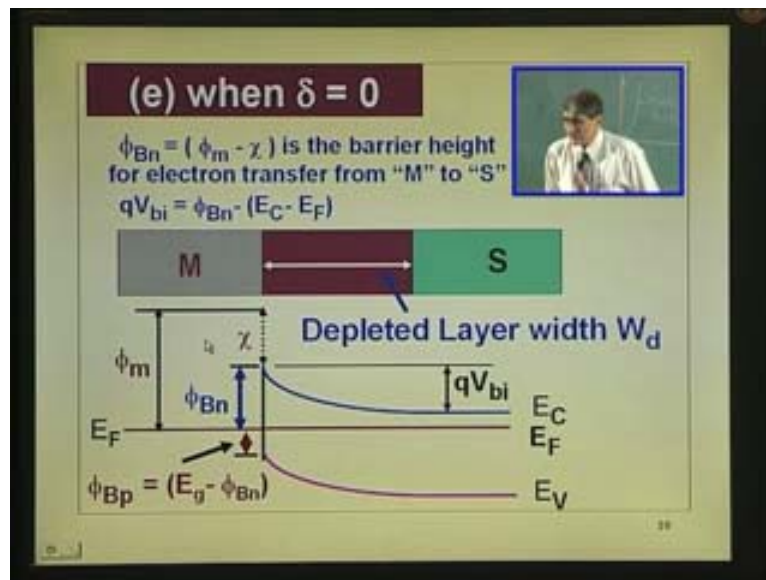 (e) when δ = 0
ϕBn = ( ϕm - χ ) is the barrier height
for electron transfer from "M" to "S"
qVbi = ϕBn- (EC- EF)
M
S
Depleted Layer width Wd
χ
ϕm
ϕBn
qVbi
EC
EF
EF
ϕBp = (Eg- ϕBn)
EV